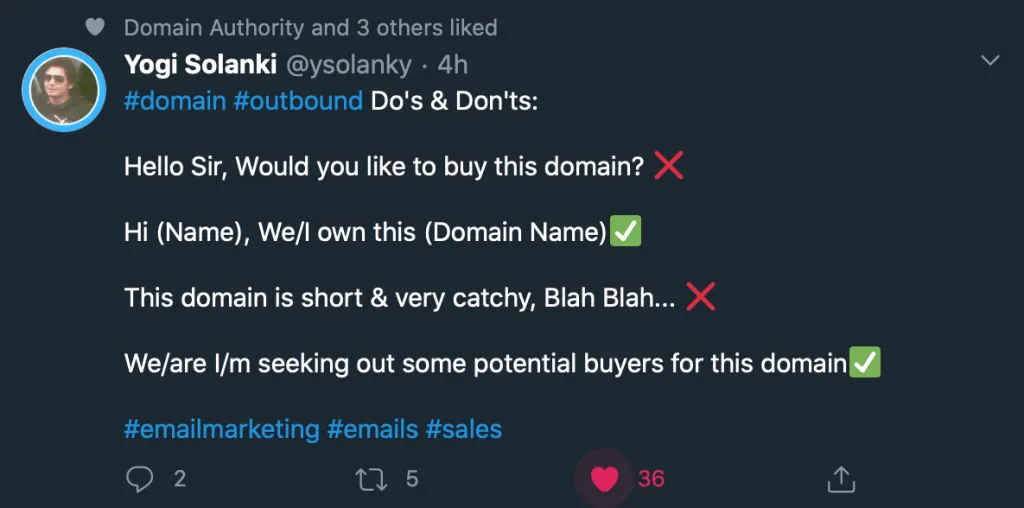 Domain Authority and 3 others liked
Yogi Solanki @ysolanky · 4h
#domain #outbound Do's & Don'ts:
Hello Sir, Would you like to buy this domain? ❌
Hi (Name), We/I own this (Domain Name)✅
This domain is short & very catchy, Blah Blah... ❌
We/are I/m seeking out some potential buyers for this domain✅
#emailmarketing #emails #sales
2 5 36